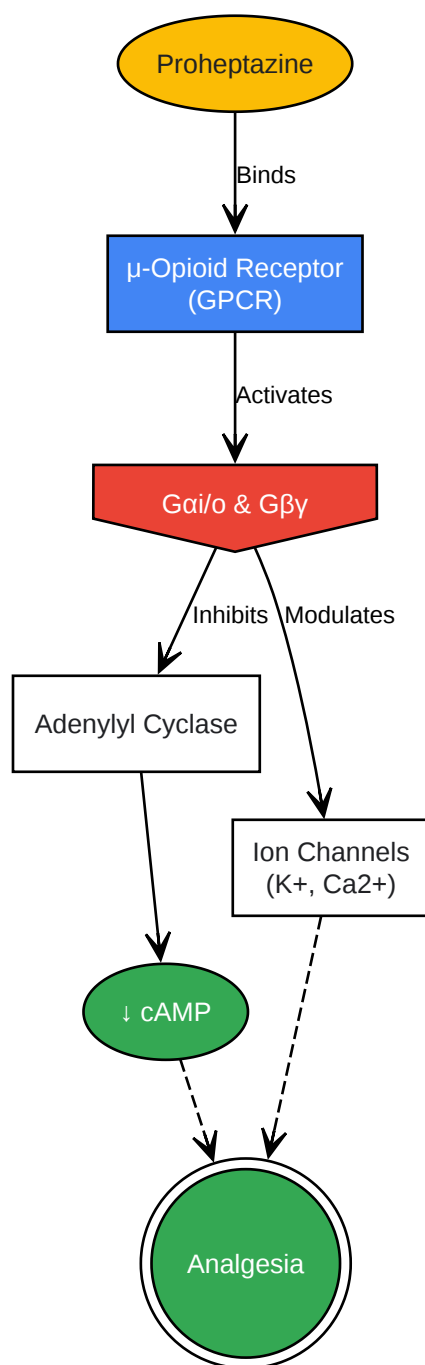 Proheptazine
Binds
μ-Opioid Receptor
(GPCR)
Activates
Gαi/o & Gβγ
Inhibits
Modulates
Adenylyl Cyclase
Ion Channels
(K+, Ca2+)
↓ cAMP
Analgesia